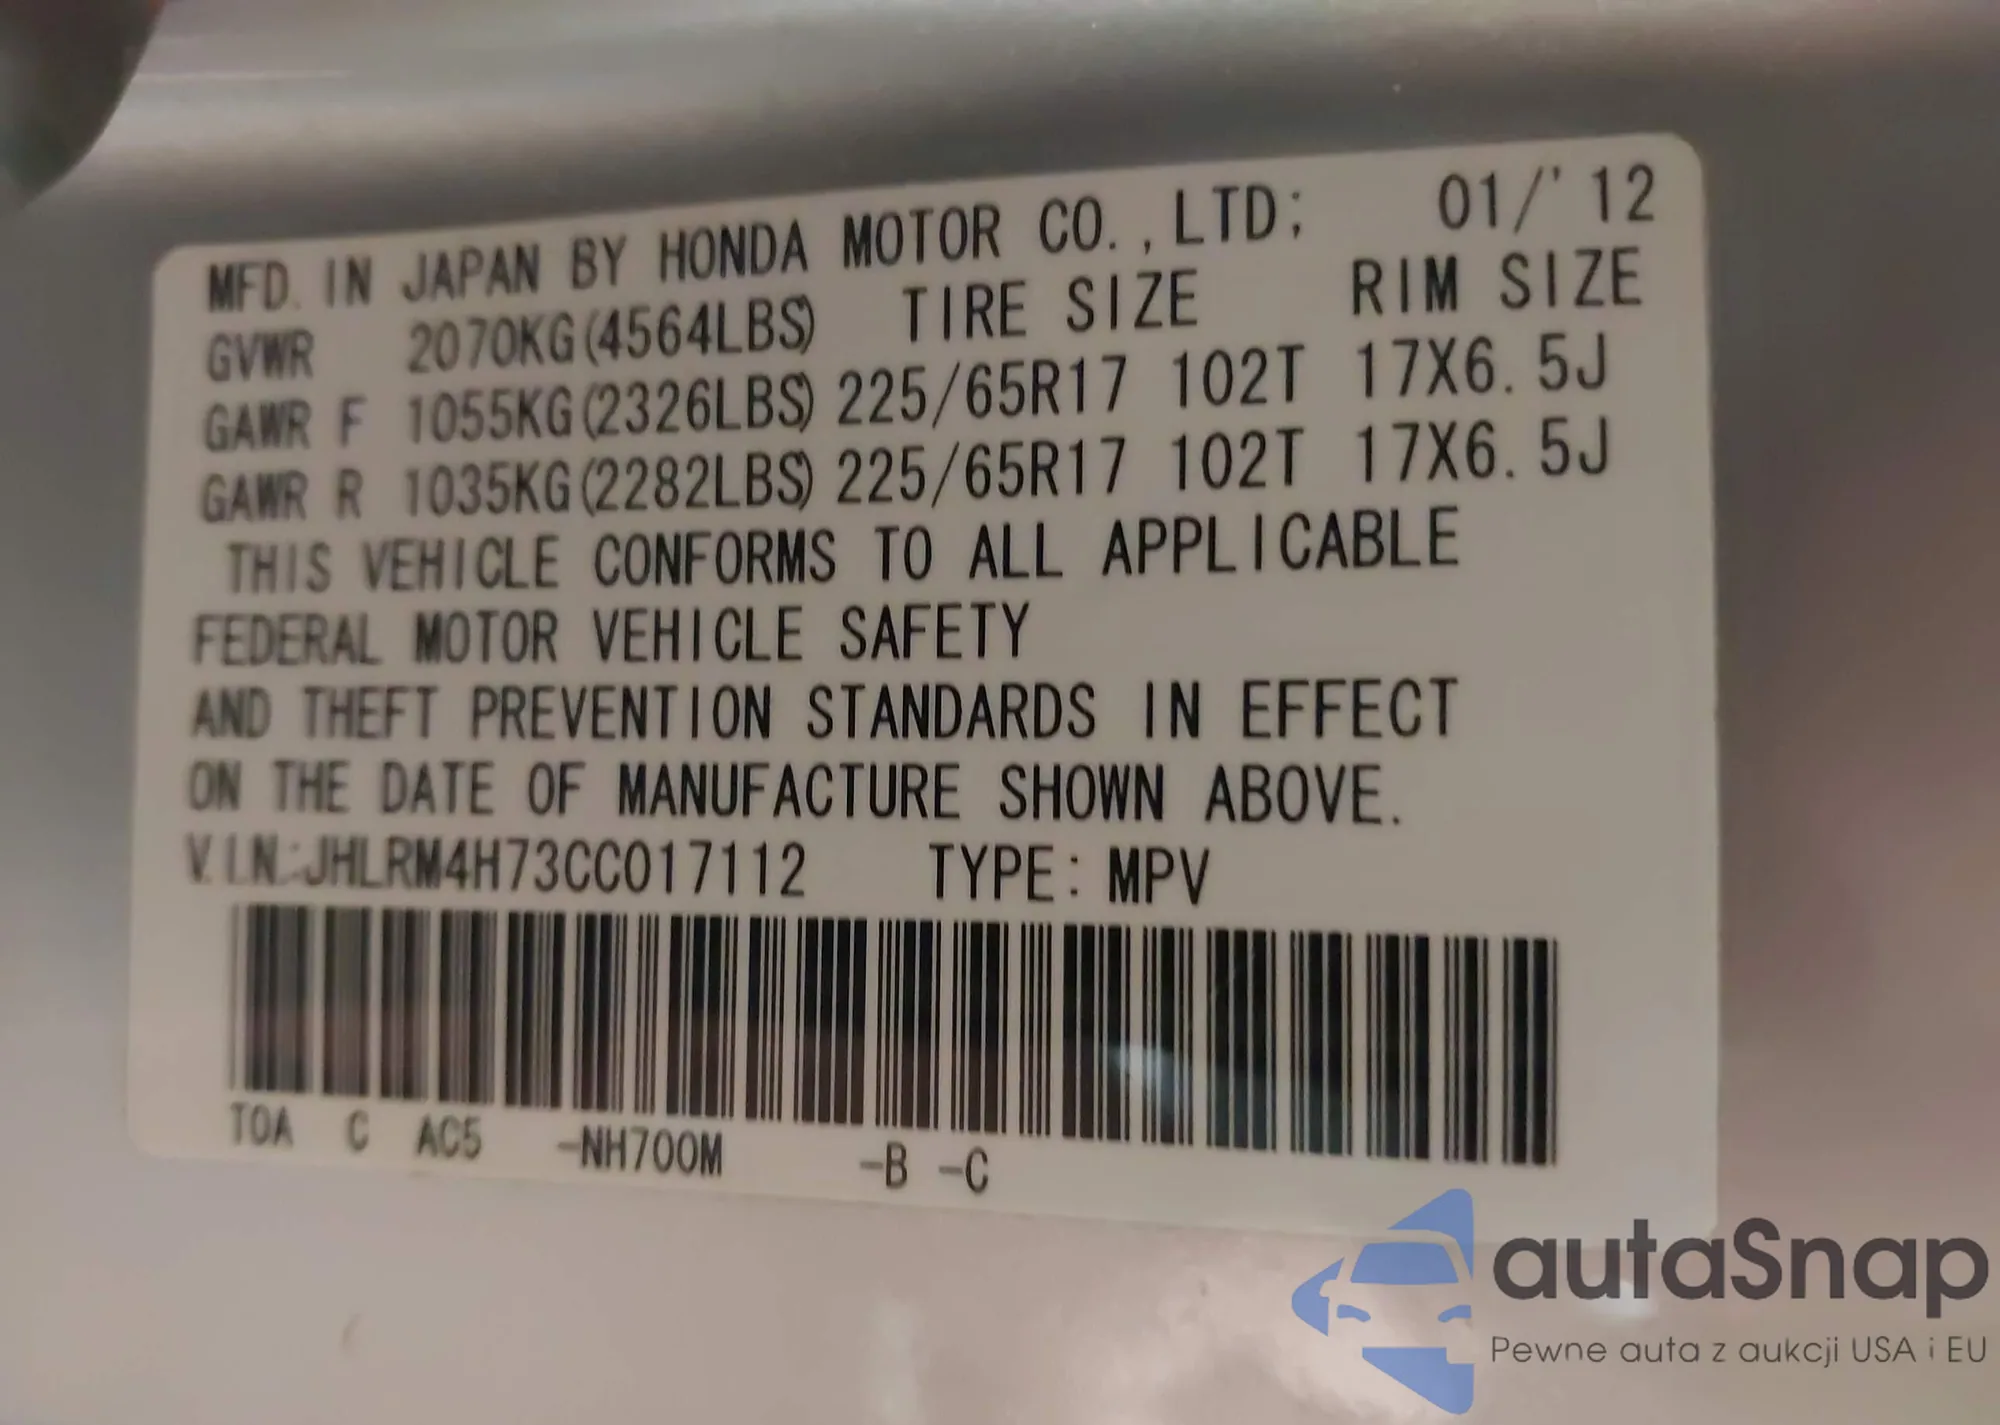 MFD. IN JAPAN BY HONDA MOTOR CO.,LTD; 01/'12
GVWR 2070KG(4564LBS) TIRE SIZE RIM SIZE
GAWR F 1055KG(2326LBS) 225/65R17 102T 17X6.5J
GAWR R 1035KG(2282LBS) 225/65R17 102T 17X6.5J
THIS VEHICLE CONFORMS TO ALL APPLICABLE
FEDERAL MOTOR VEHICLE SAFETY
AND THEFT PREVENTION STANDARDS IN EFFECT
ON THE DATE OF MANUFACTURE SHOWN ABOVE.
V.I.N.:JHLRM4H73CC017112 TYPE: MPV
T0A C AC5 -NH700M -B -C
autaSnap
Pewne auta z aukcji USA i EU